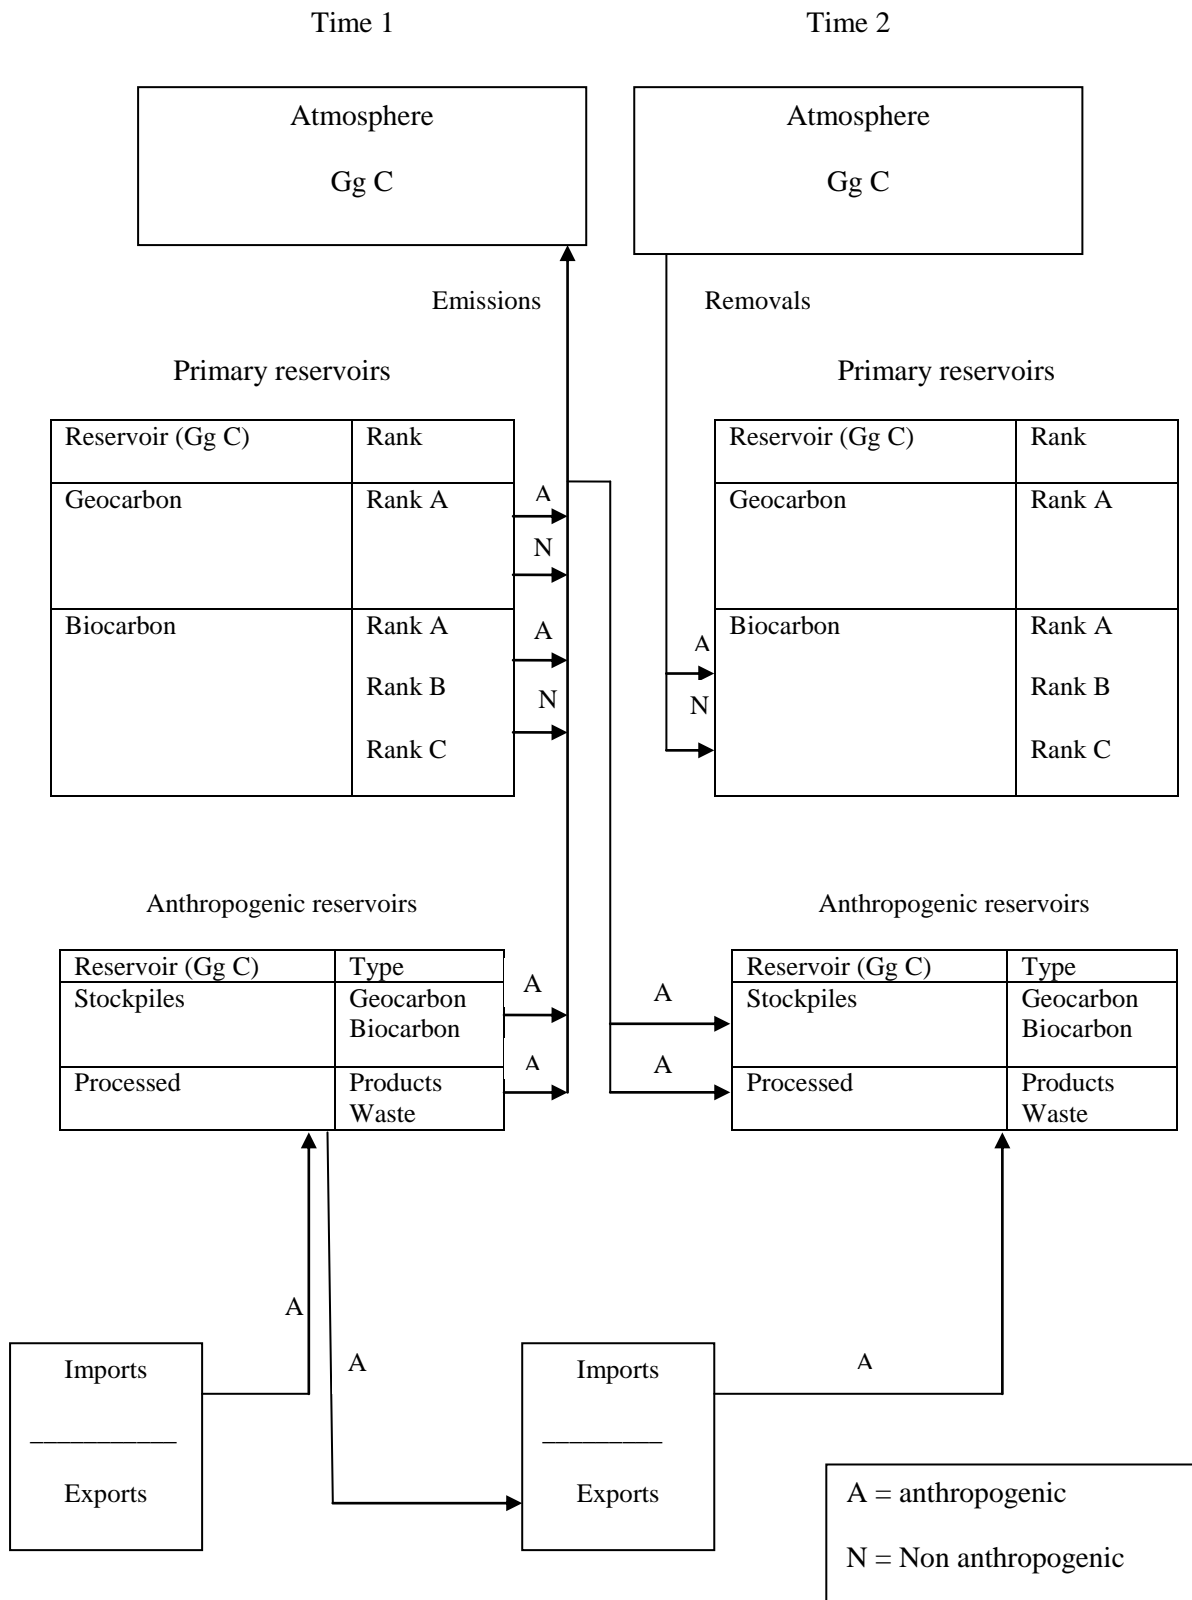 Time 1
Time 2
Atmosphere
Gg C
Atmosphere
Gg C
Emissions
Removals
Primary reservoirs
Reservoir (Gg C) Rank
Geocarbon Rank A
Biocarbon Rank A
Rank B
Rank C
A
N
A
N
Primary reservoirs
Reservoir (Gg C) Rank
Geocarbon Rank A
Biocarbon Rank A
Rank B
Rank C
A
N
Anthropogenic reservoirs
Reservoir (Gg C) Type
Stockpiles Geocarbon
Biocarbon
Processed Products
Waste
A
A
Anthropogenic reservoirs
Reservoir (Gg C) Type
Stockpiles Geocarbon
Biocarbon
Processed Products
Waste
A
A
A
A
A
Imports
Exports
Imports
Exports
A = anthropogenic
N = Non anthropogenic